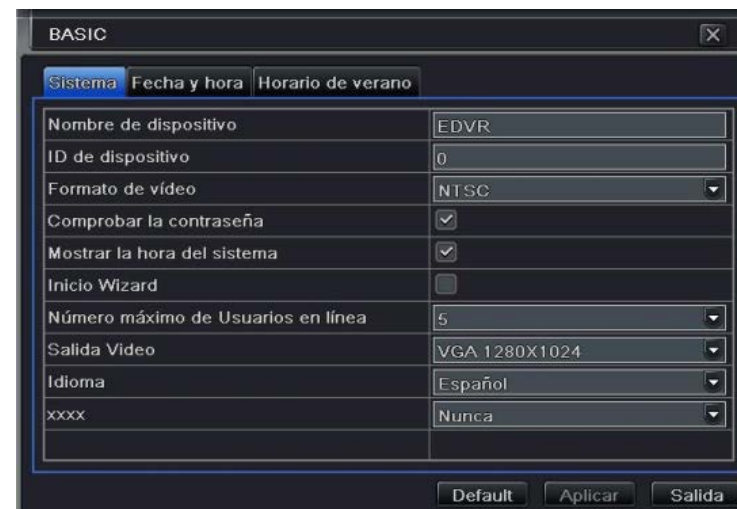 BASIC
Sistema Fecha y hora Horario de verano
Nombre de dispositivo EDVR
ID de dispositivo 0
Formato de vídeo NTSC
Comprobar la contraseña
Mostrar la hora del sistema
Inicio Wizard
Número máximo de Usuarios en línea 5
Salida Video VGA 1280X1024
Idioma Español
xxxx Nunca
Default Aplicar Salida